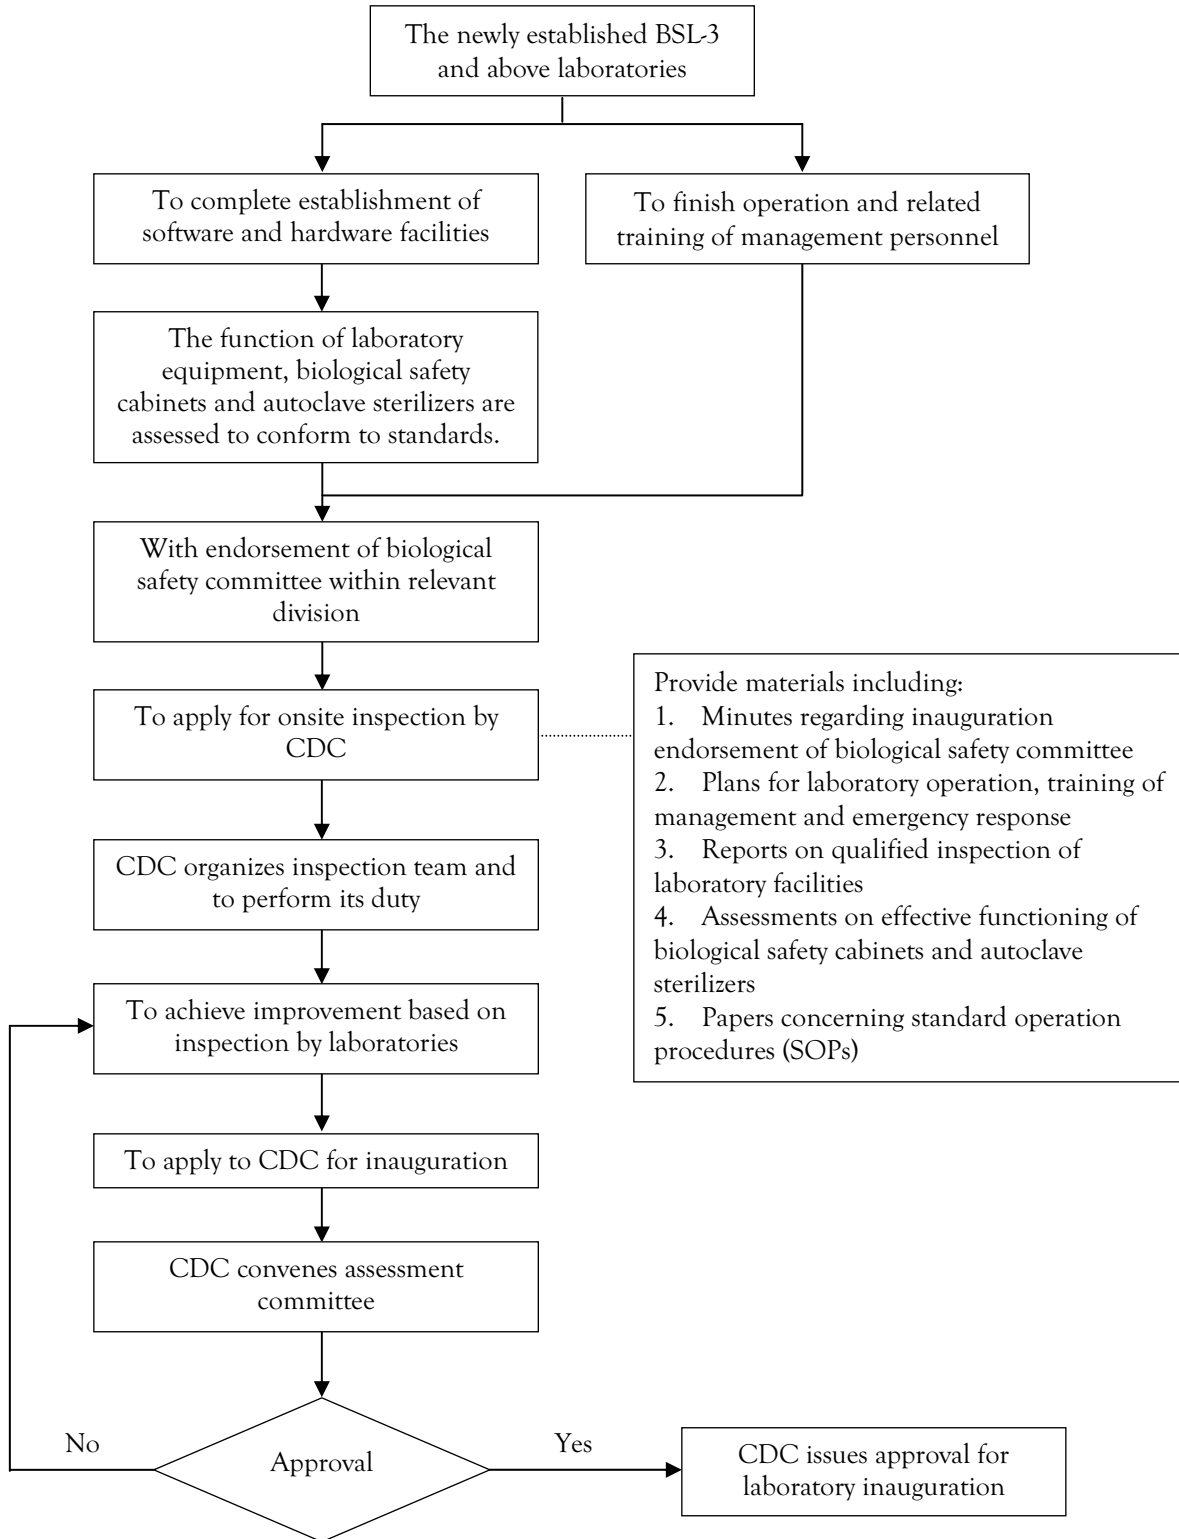 The newly established BSL-3
and above laboratories
To complete establishment of
software and hardware facilities
To finish operation and related
training of management personnel
The function of laboratory
equipment, biological safety
cabinets and autoclave sterilizers are
assessed to conform to standards.
With endorsement of biological
safety committee within relevant
division
To apply for onsite inspection by
CDC
Provide materials including:
1. Minutes regarding inauguration
endorsement of biological safety committee
2. Plans for laboratory operation, training of
management and emergency response
3. Reports on qualified inspection of
laboratory facilities
4. Assessments on effective functioning of
biological safety cabinets and autoclave
sterilizers
5. Papers concerning standard operation
procedures (SOPs)
CDC organizes inspection team and
to perform its duty
To achieve improvement based on
inspection by laboratories
To apply to CDC for inauguration
CDC convenes assessment
committee
No
Approval
Yes
CDC issues approval for
laboratory inauguration